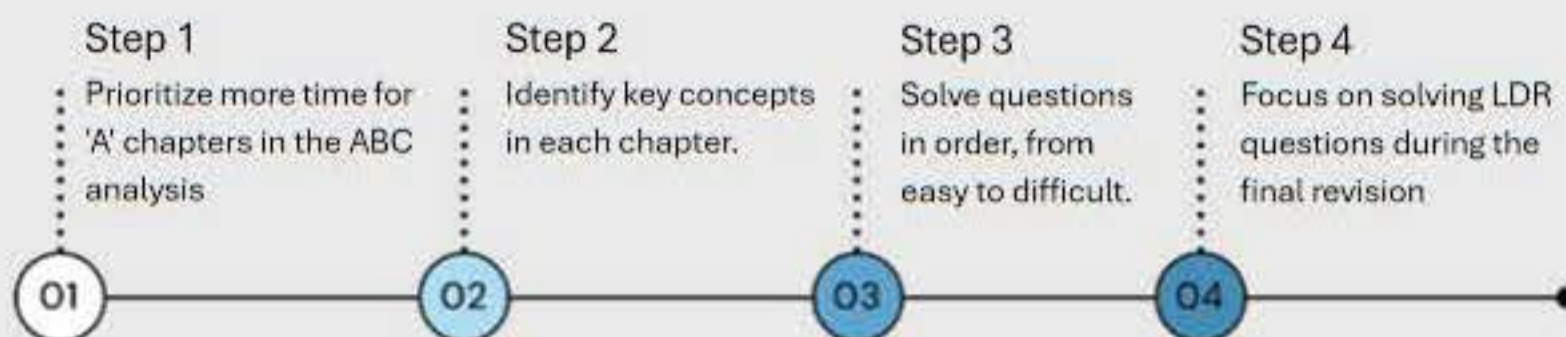 Step 1
Prioritize more time for
'A' chapters in the ABC
analysis
Step 2
Identify key concepts
in each chapter.
Step 3
Solve questions
in order, from
easy to difficult.
Step 4
Focus on solving LDR
questions during the
final revision
01
02
03
04